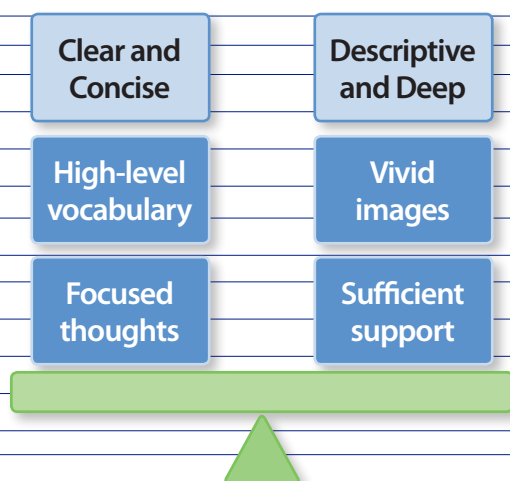 Clear and
Concise
Descriptive
and Deep
High-level
vocabulary
Vivid
images
Focused
thoughts
Sufficient
support